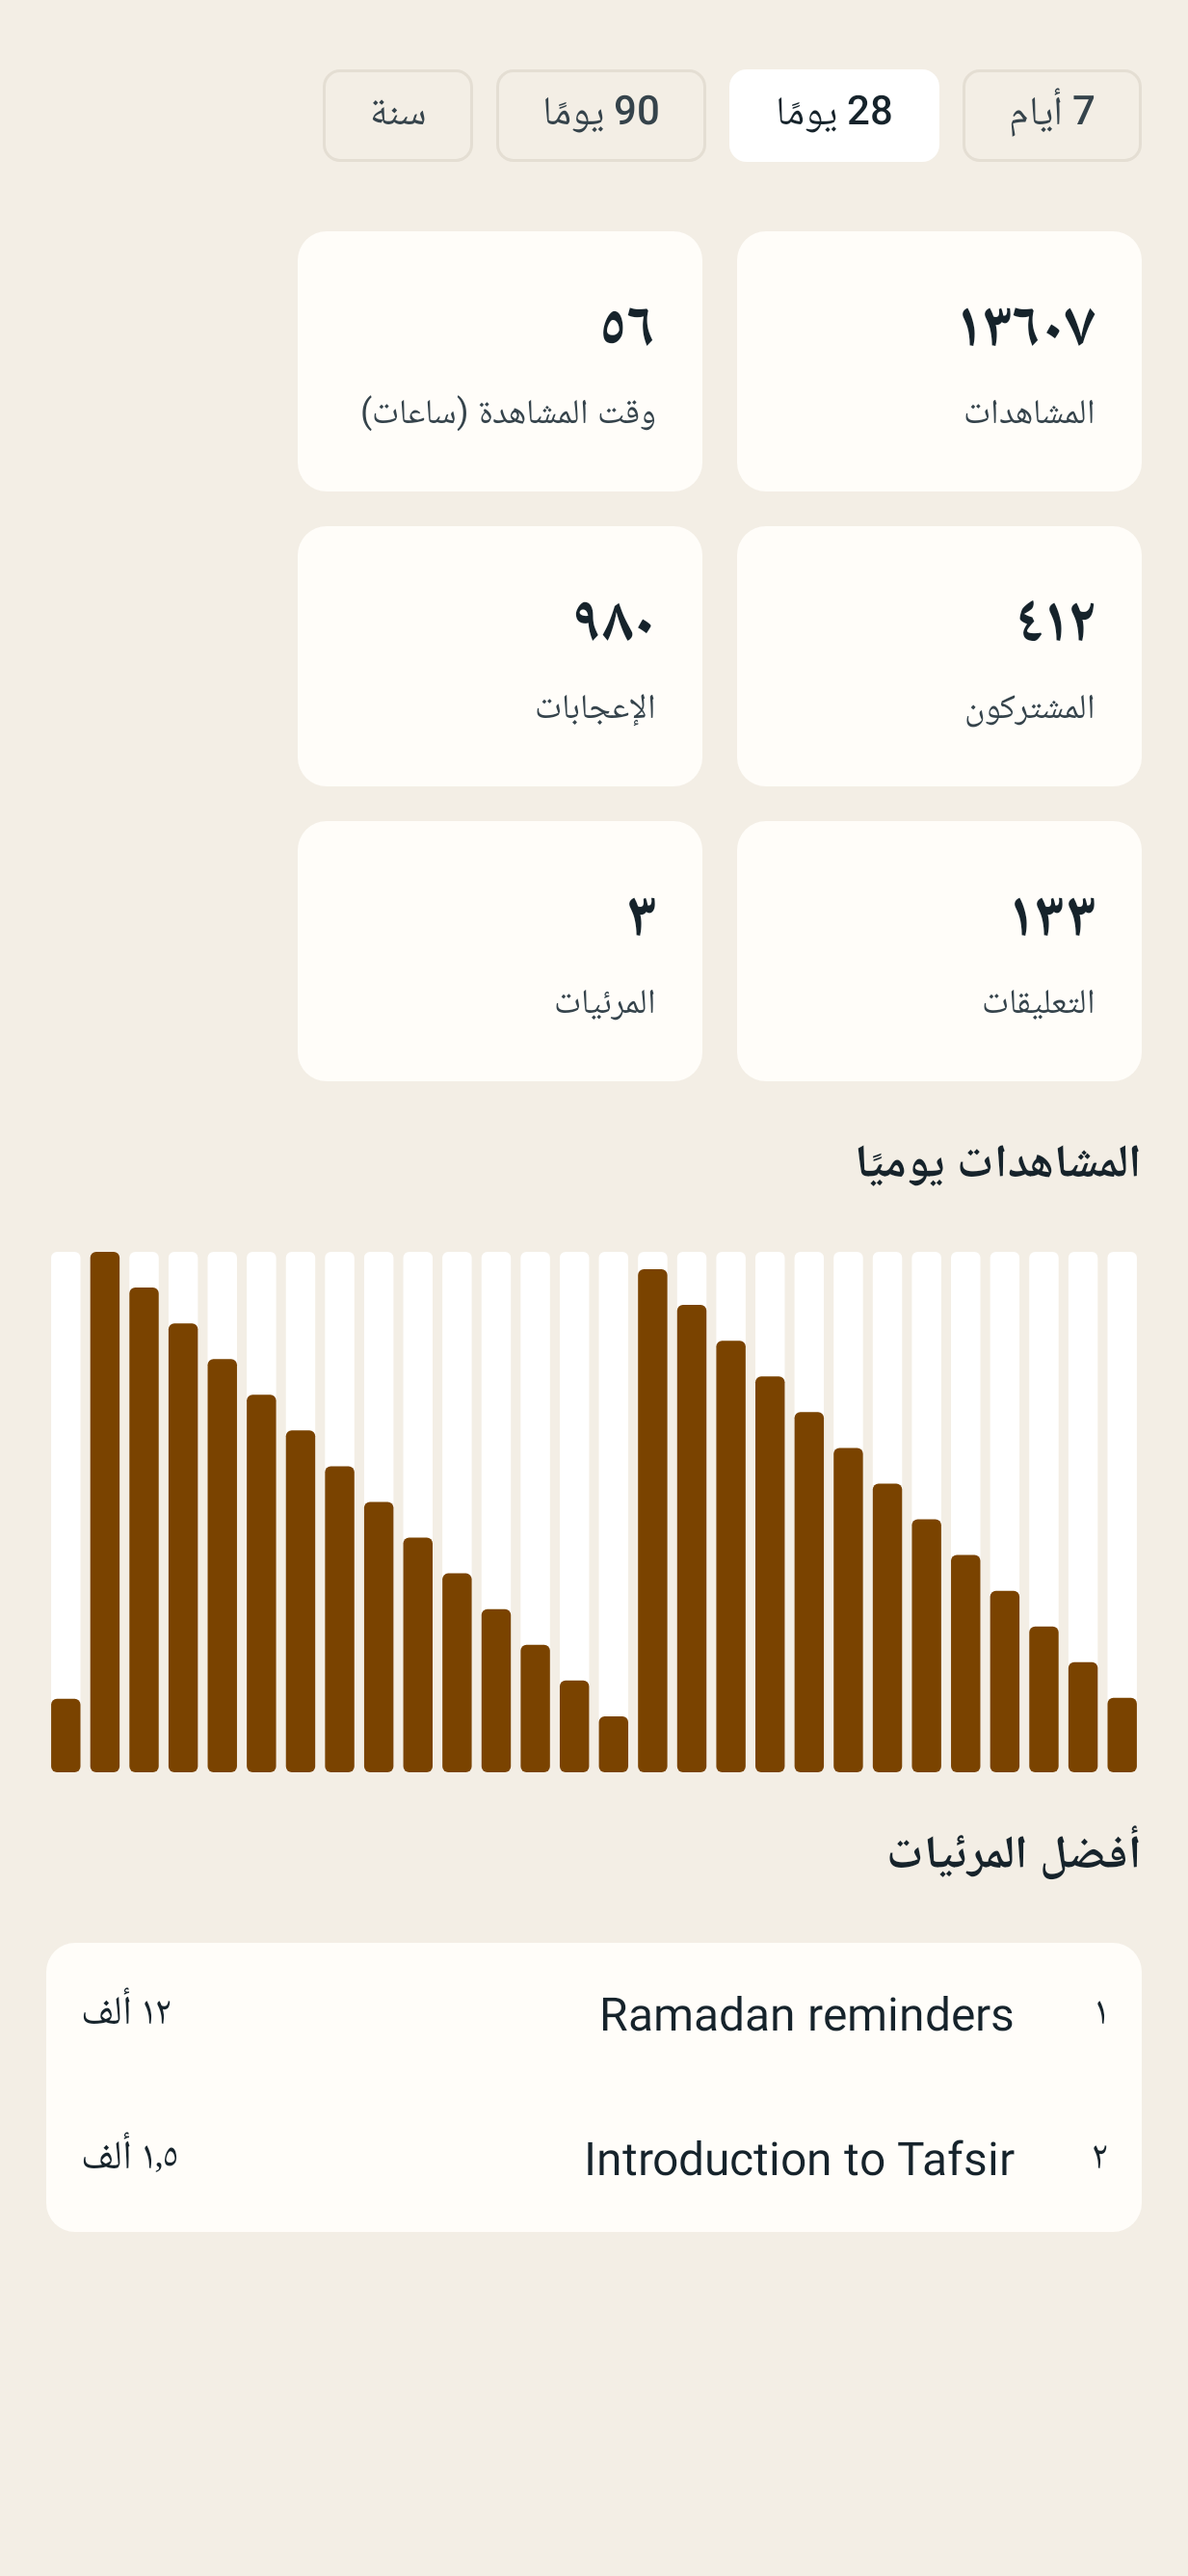 7 أيام
28 يومًا
90 يومًا
سنة
١٣٦٠٧
المشاهدات
٥٦
وقت المشاهدة (ساعات)
٤١٢
المشتركون
٩٨٠
الإعجابات
١٣٣
التعليقات
٣
المرئيات
المشاهدات يوميًا
أفضل المرئيات
١ Ramadan reminders ١٢ ألف
٢ Introduction to Tafsir ١٫٥ ألف